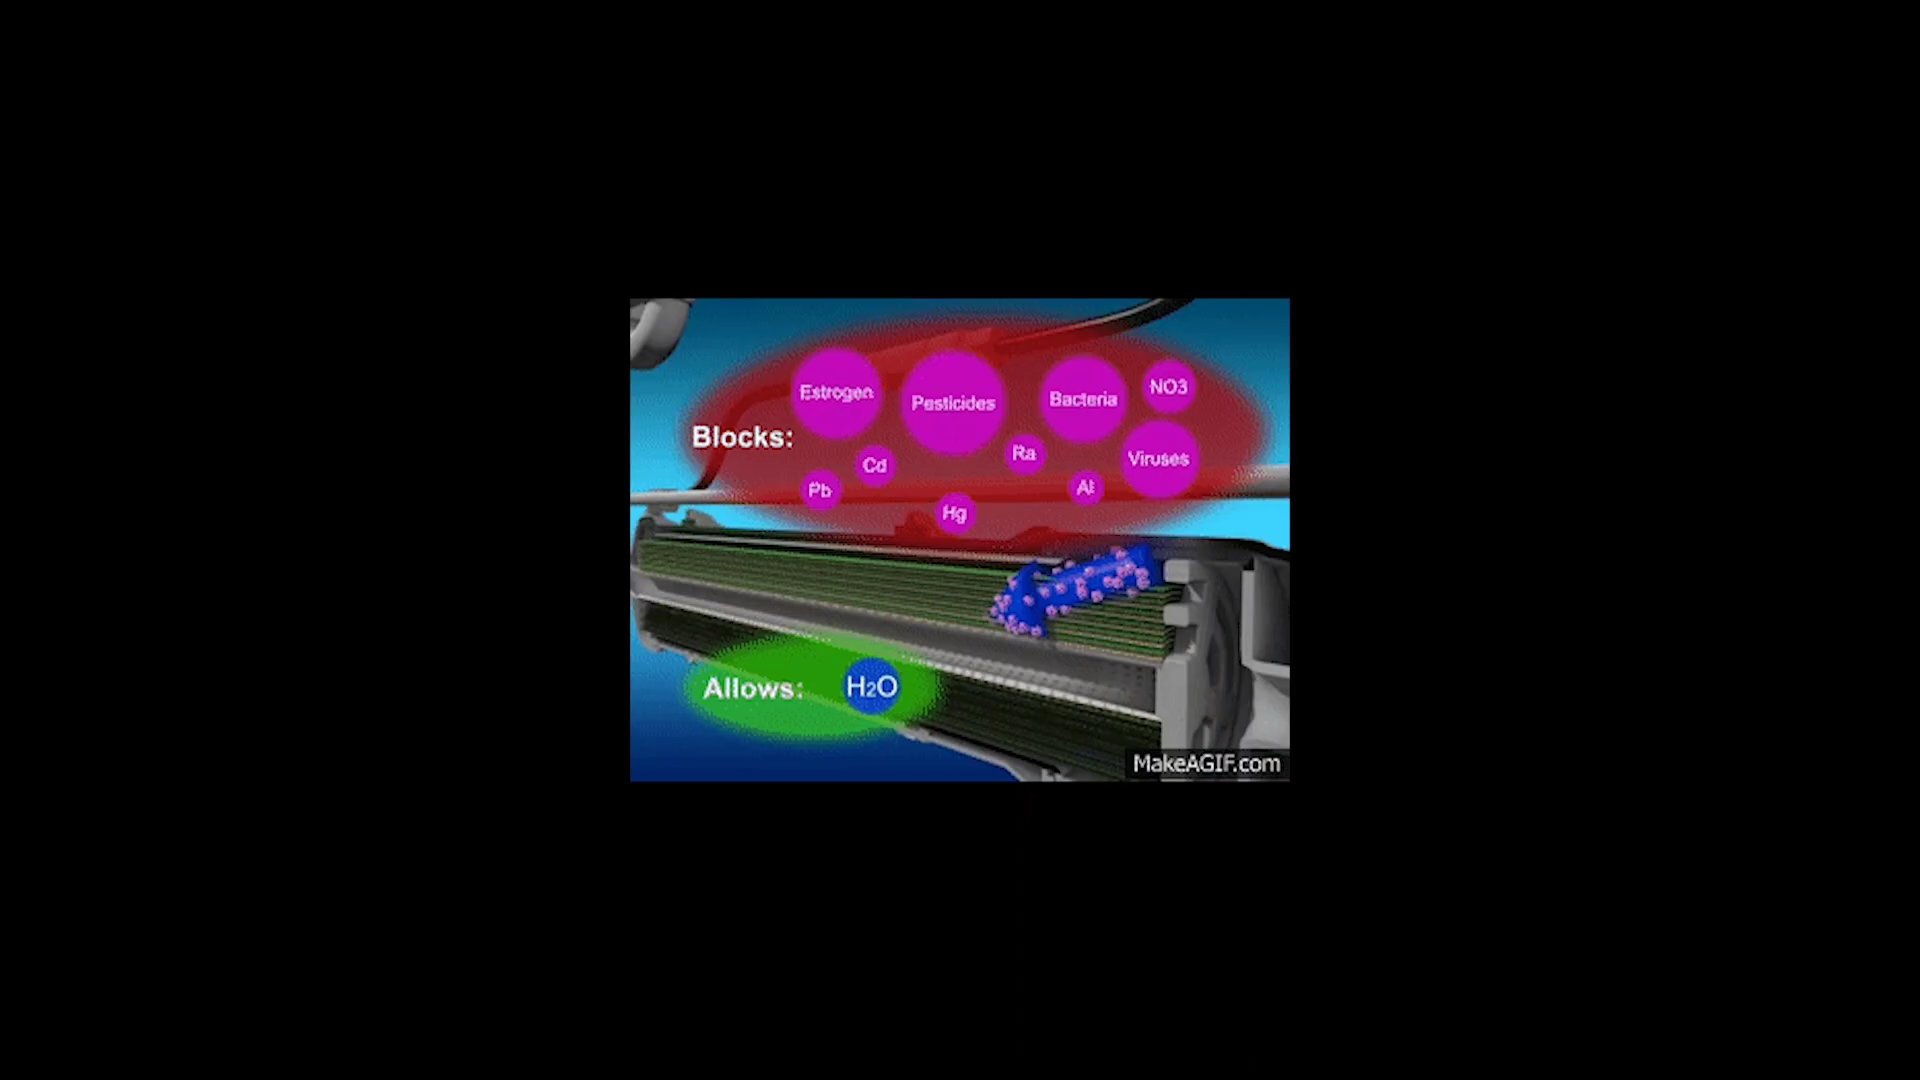 Blocks:
Estrogen
Pesticides
Bacteria
NO3
Cd
Ra
Viruses
Pb
Al
Hg
Allows:
H2O
MakeAGIF.com